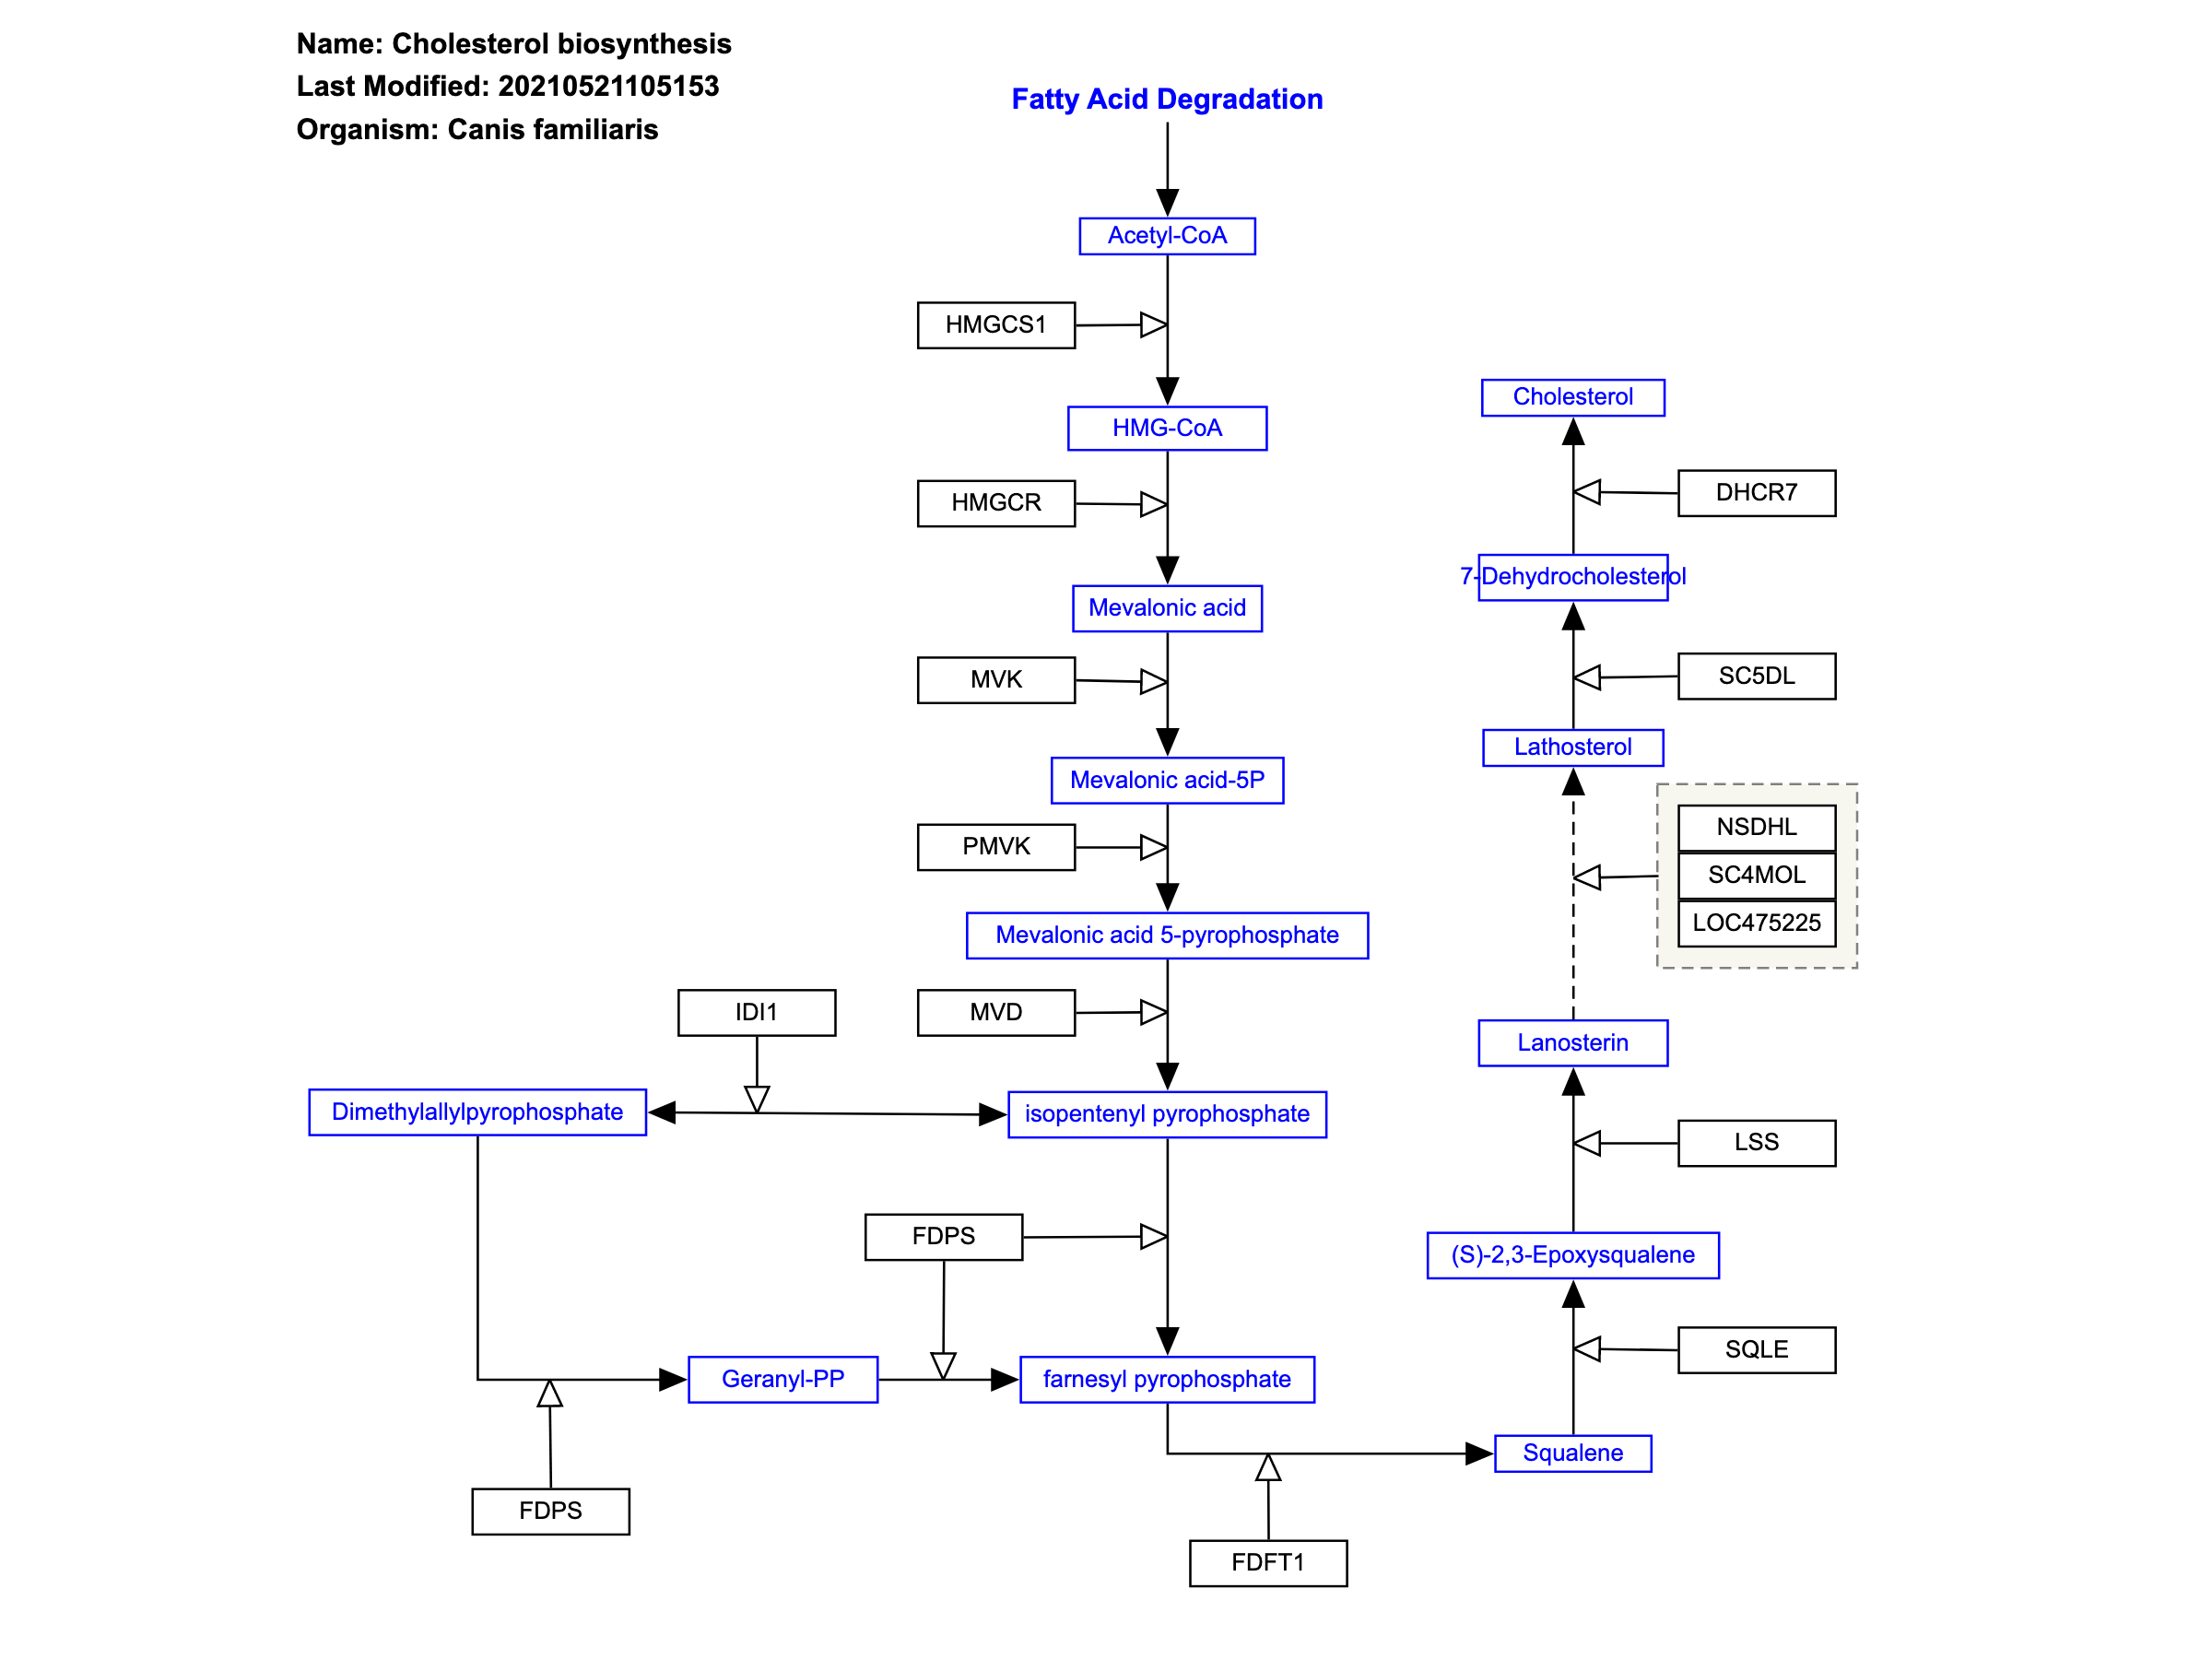 Name: Cholesterol biosynthesis
Last Modified: 20210521105153
Organism: Canis familiaris
Fatty Acid Degradation
Acetyl-CoA
HMGCS1
HMG-CoA
HMGCR
Mevalonic acid
MVK
Mevalonic acid-5P
PMVK
Mevalonic acid 5-pyrophosphate
IDI1
MVD
Dimethylallylpyrophosphate
isopentenyl pyrophosphate
FDPS
Geranyl-PP
farnesyl pyrophosphate
FDPS
FDFT1
Cholesterol
DHCR7
7-Dehydrocholesterol
SC5DL
Lathosterol
NSDHL
SC4MOL
LOC475225
Lanosterin
LSS
(S)-2,3-Epoxysqualene
SQLE
Squalene